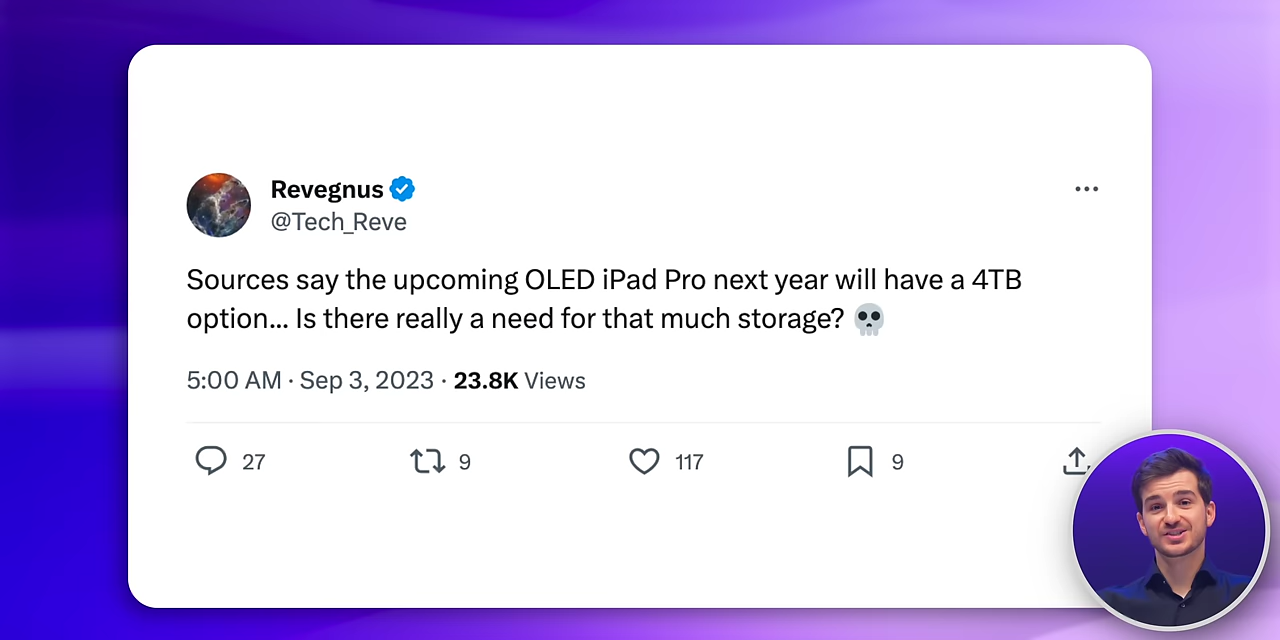 Revegnus
@Tech_Reve
Sources say the upcoming OLED iPad Pro next year will have a 4TB
option... Is there really a need for that much storage? 💀
5:00 AM · Sep 3, 2023 · 23.8K Views
27 9 117 9